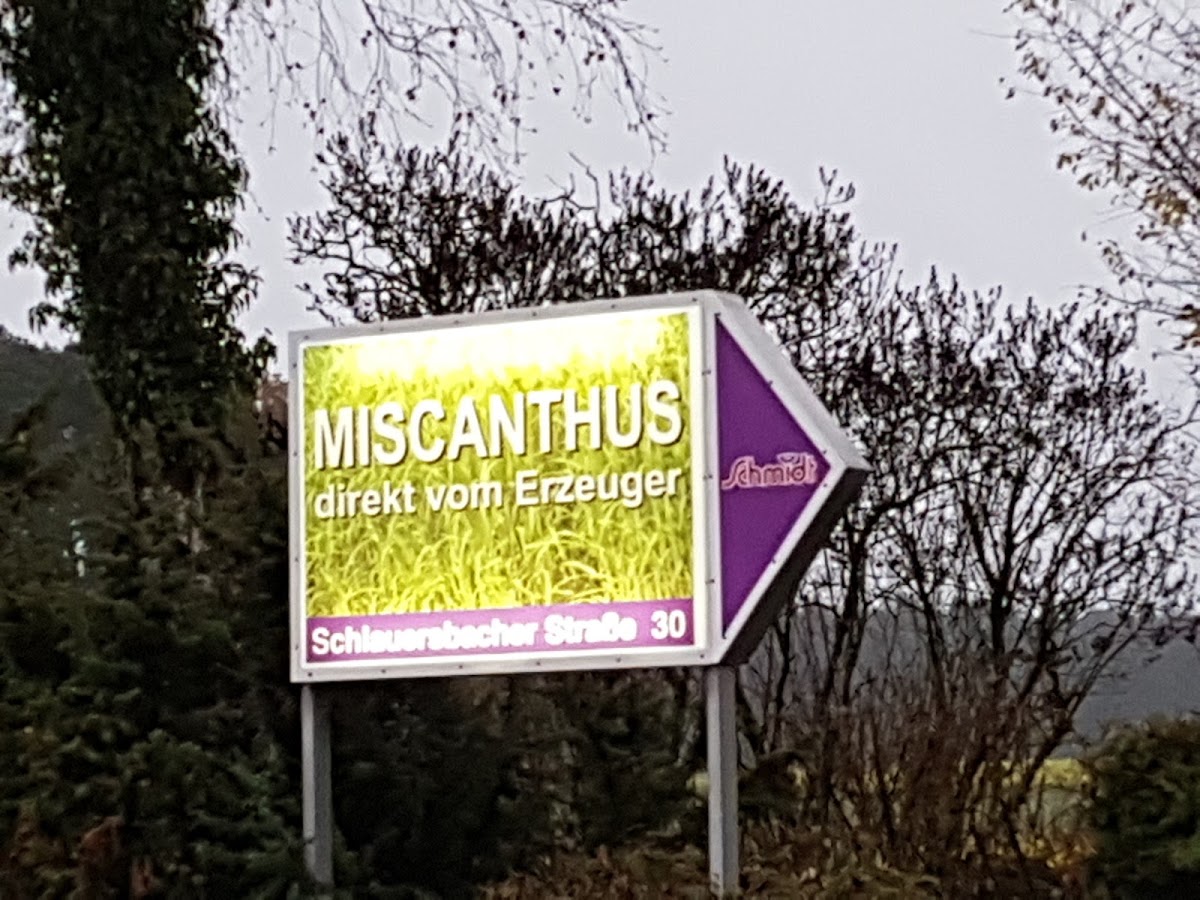 MISCANTHUS
direkt vom Erzeuger
Schlauersbacher Straße 30
Schmidt